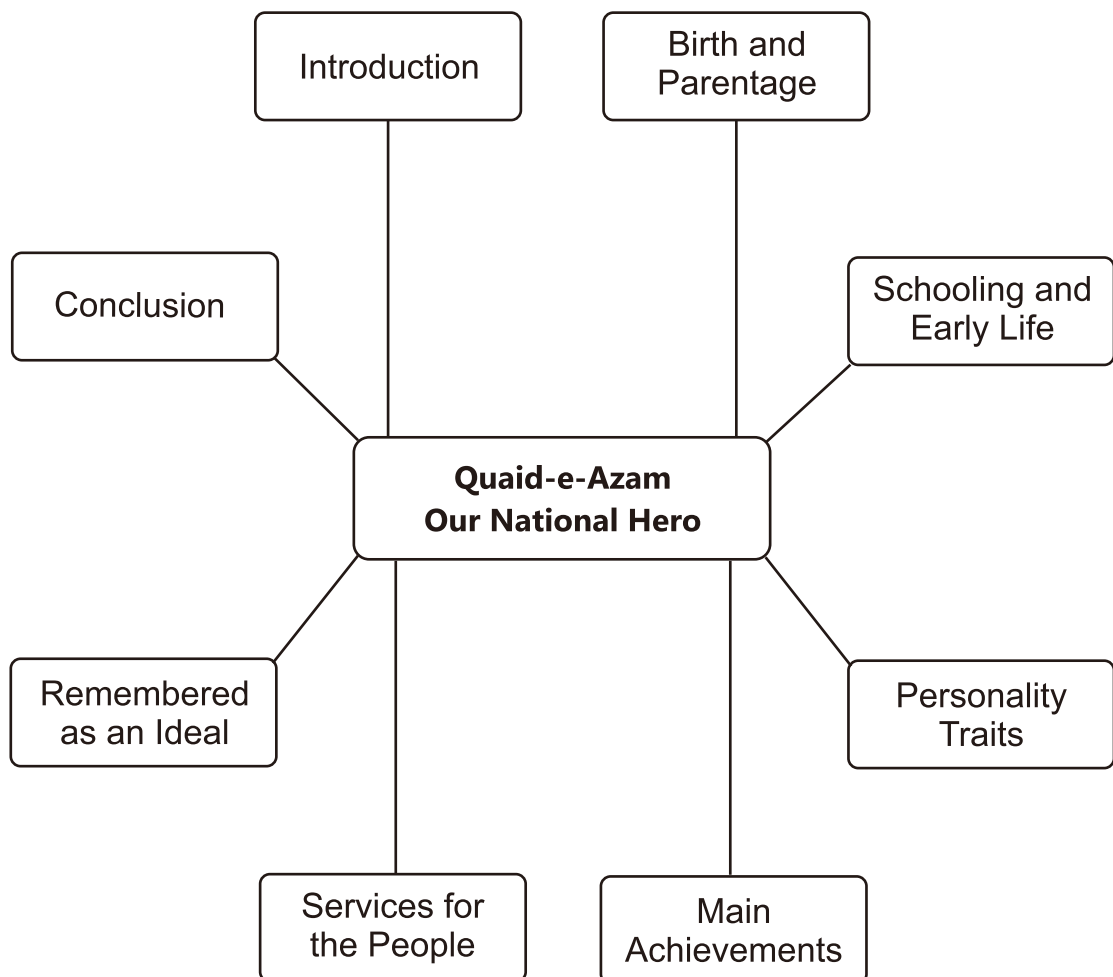 Introduction
Birth and
Parentage
Conclusion
Schooling and
Early Life
Quaid-e-Azam
Our National Hero
Remembered
as an Ideal
Personality
Traits
Services for
the People
Main
Achievements